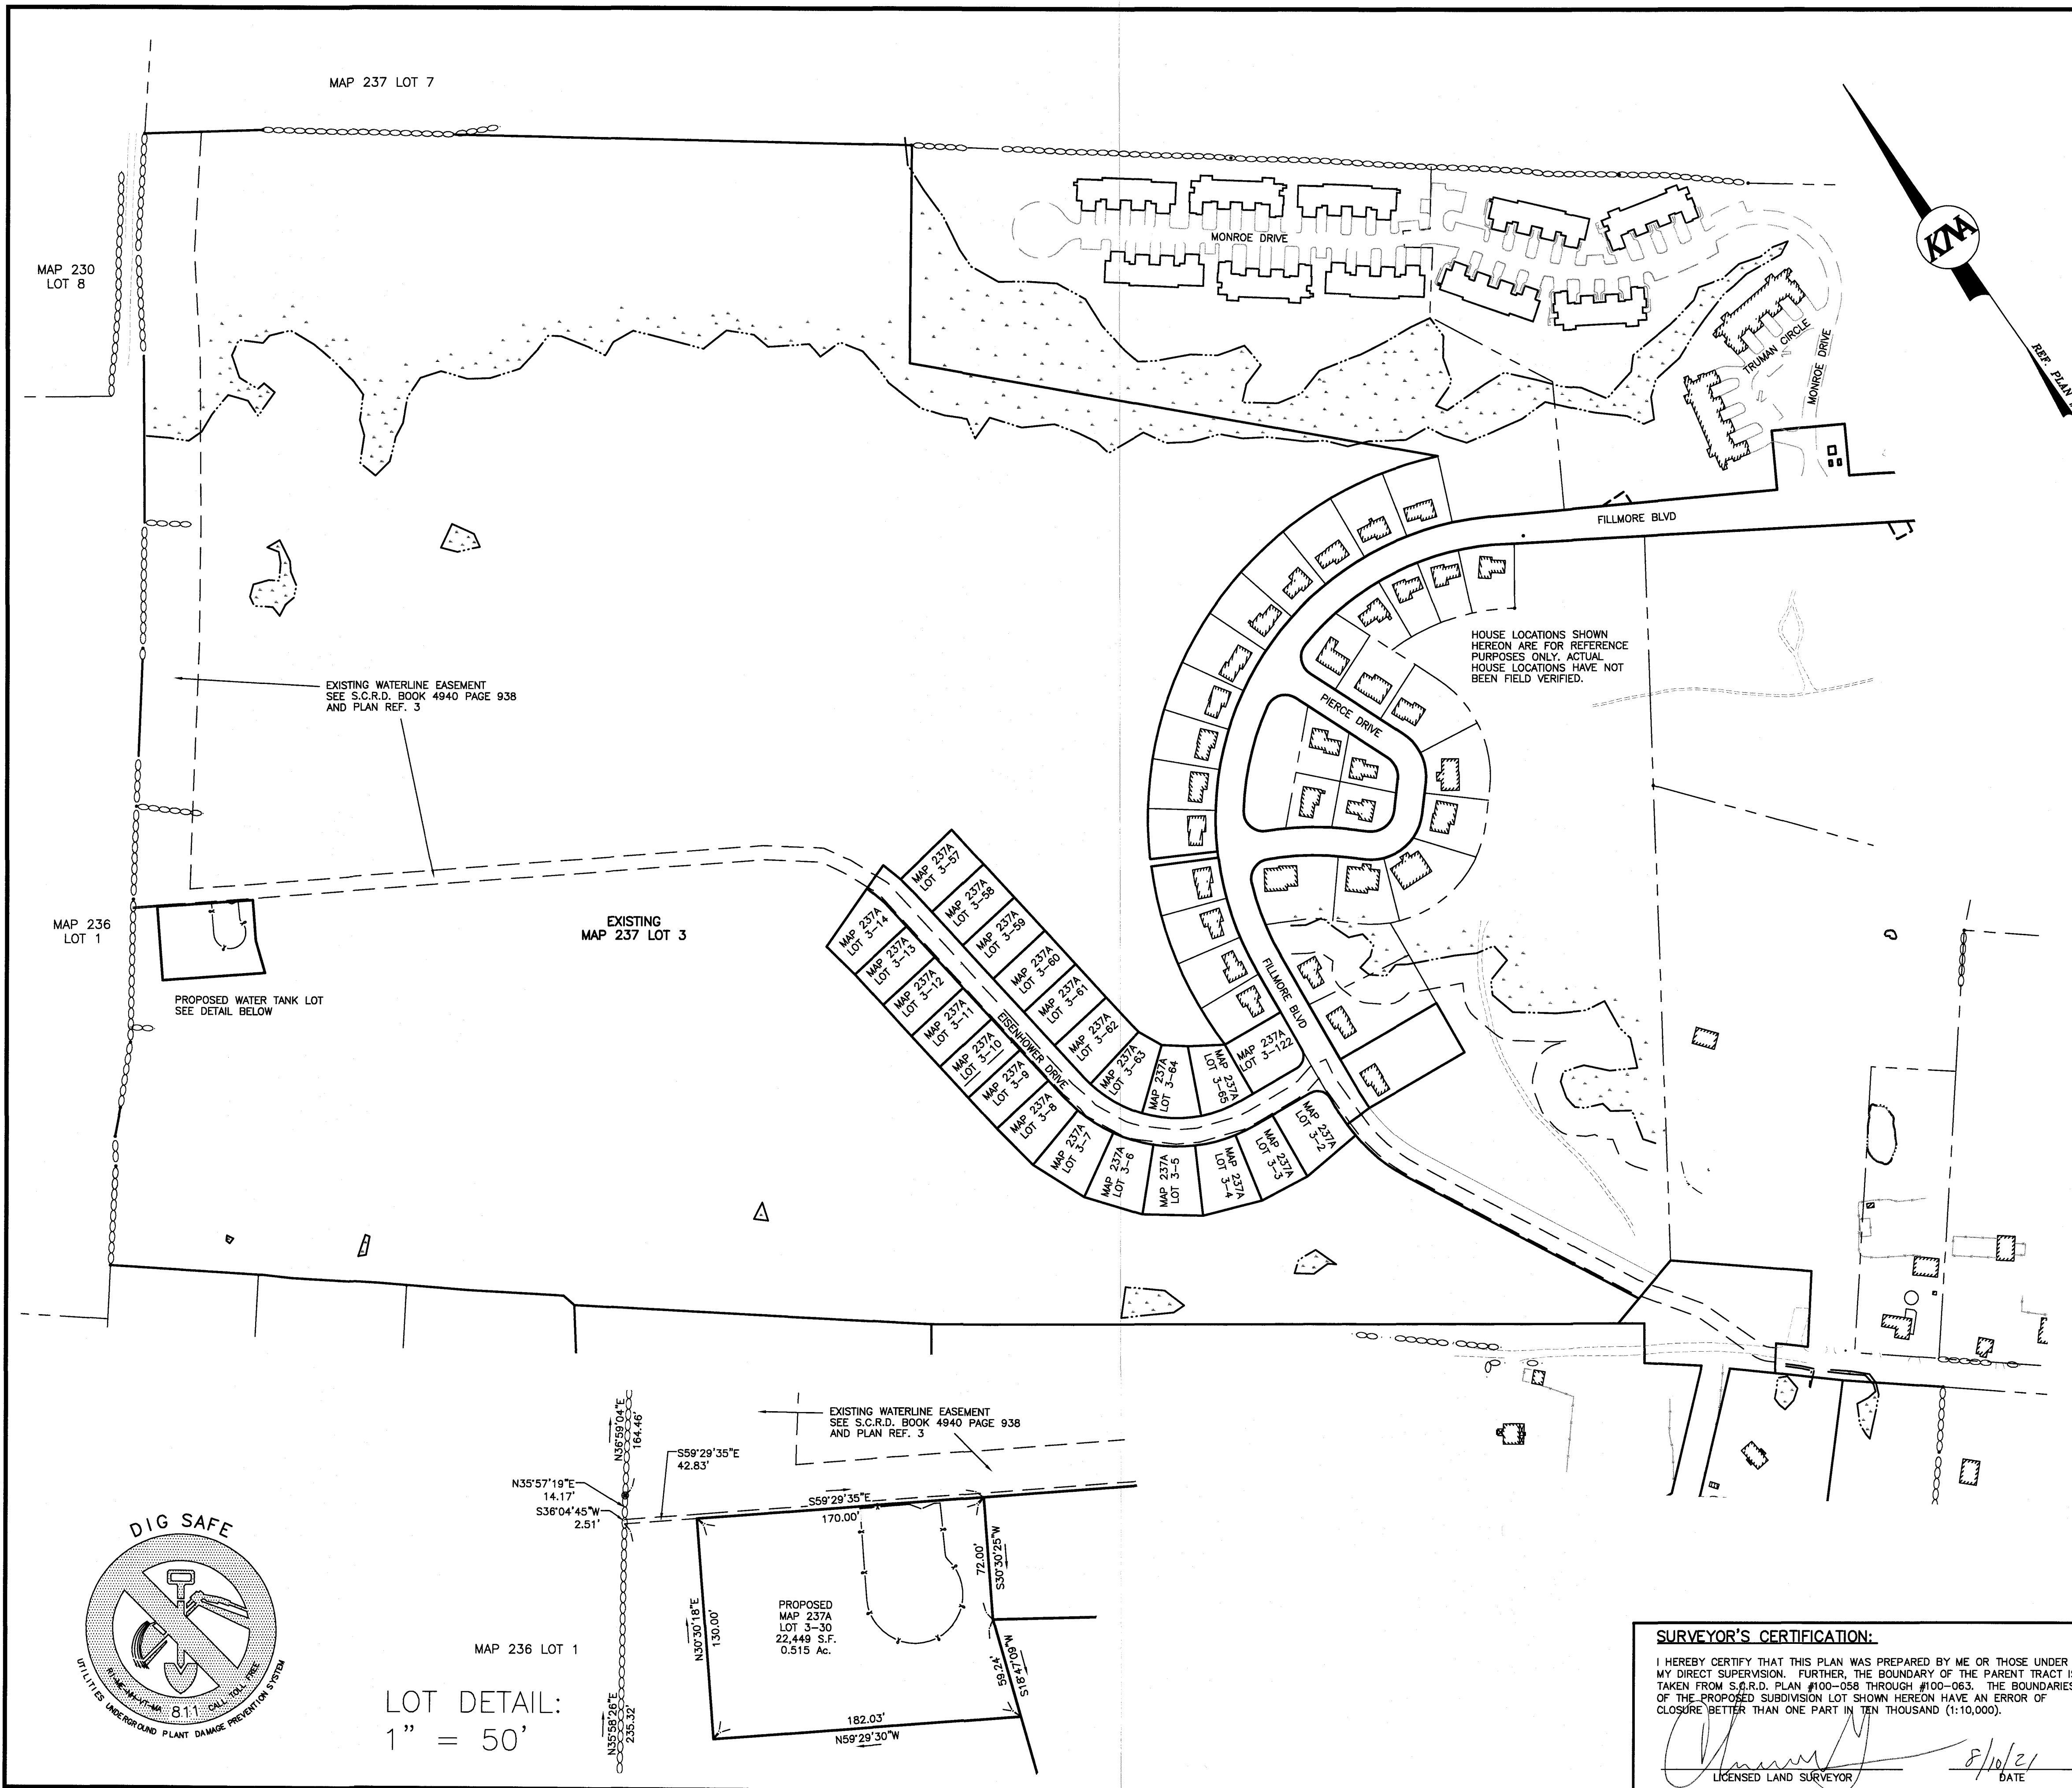 MAP 237 LOT 7
MAP 230
LOT 8
MONROE DRIVE
TRUMAN CIRCLE
MONROE DRIVE
KNA
REF. PLAN
FILLMORE BLVD
HOUSE LOCATIONS SHOWN
HEREON ARE FOR REFERENCE
PURPOSES ONLY. ACTUAL
HOUSE LOCATIONS HAVE NOT
BEEN FIELD VERIFIED.
EXISTING WATERLINE EASEMENT
SEE S.C.R.D. BOOK 4940 PAGE 938
AND PLAN REF. 3
PIERCE DRIVE
MAP 236
LOT 1
EXISTING
MAP 237 LOT 3
PROPOSED WATER TANK LOT
SEE DETAIL BELOW
MAP 237A
LOT 3-57
MAP 237A
LOT 3-58
MAP 237A
LOT 3-59
MAP 237A
LOT 3-60
MAP 237A
LOT 3-61
MAP 237A
LOT 3-62
MAP 237A
LOT 3-63
MAP 237A
LOT 3-64
MAP 237A
LOT 3-65
MAP 237A
LOT 3-122
FILLMORE BLVD
EISENHOWER DRIVE
MAP 237A
LOT 3-14
MAP 237A
LOT 3-13
MAP 237A
LOT 3-12
MAP 237A
LOT 3-11
MAP 237A
LOT 3-10
MAP 237A
LOT 3-9
MAP 237A
LOT 3-8
MAP 237A
LOT 3-7
MAP 237A
LOT 3-6
MAP 237A
LOT 3-5
MAP 237A
LOT 3-4
MAP 237A
LOT 3-3
MAP 237A
LOT 3-2
EXISTING WATERLINE EASEMENT
SEE S.C.R.D. BOOK 4940 PAGE 938
AND PLAN REF. 3
N36°59'04"E
164.46'
S59°29'35"E
42.83'
N35°57'19"E
14.17'
S36°04'45"W
2.51'
S59°29'35"E
170.00'
72.00'
S30°30'25"W
N30°30'18"E
130.00'
PROPOSED
MAP 237A
LOT 3-30
22,449 S.F.
0.515 Ac.
59.24'
S18°47'09"W
182.03'
N59°29'30"W
MAP 236 LOT 1
N35°58'26"E
235.32'
LOT DETAIL:
1" = 50'
DIG SAFE
RI-ME-NH-VT-MA 811 CALL TOLL FREE
UTILITIES UNDERGROUND PLANT DAMAGE PREVENTION SYSTEM
SURVEYOR'S CERTIFICATION:
I HEREBY CERTIFY THAT THIS PLAN WAS PREPARED BY ME OR THOSE UNDER
MY DIRECT SUPERVISION. FURTHER, THE BOUNDARY OF THE PARENT TRACT IS
TAKEN FROM S.C.R.D. PLAN #100-058 THROUGH #100-063. THE BOUNDARIES
OF THE PROPOSED SUBDIVISION LOT SHOWN HEREON HAVE AN ERROR OF
CLOSURE BETTER THAN ONE PART IN TEN THOUSAND (1:10,000).
8/10/21
LICENSED LAND SURVEYOR DATE